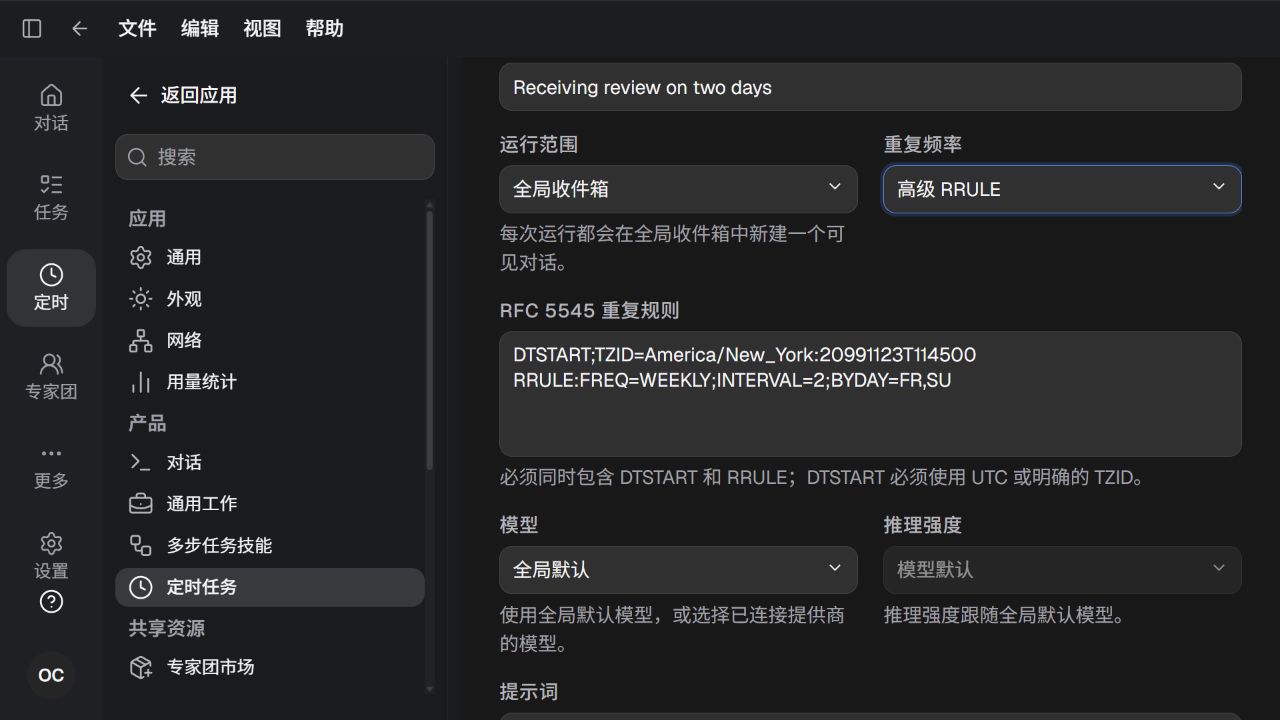 文件 编辑 视图 帮助
对话
任务
定时
专家团
更多
设置
OC
返回应用
搜索
应用
通用
外观
网络
用量统计
产品
对话
通用工作
多步任务技能
定时任务
共享资源
专家团市场
Receiving review on two days
运行范围
全局收件箱
每次运行都会在全局收件箱中新建一个可
见对话。
重复频率
高级 RRULE
RFC 5545 重复规则
DTSTART;TZID=America/New_York:20991123T114500
RRULE:FREQ=WEEKLY;INTERVAL=2;BYDAY=FR,SU
必须同时包含 DTSTART 和 RRULE；DTSTART 必须使用 UTC 或明确的 TZID。
模型
全局默认
使用全局默认模型，或选择已连接提供商
的模型。
推理强度
模型默认
推理强度跟随全局默认模型。
提示词